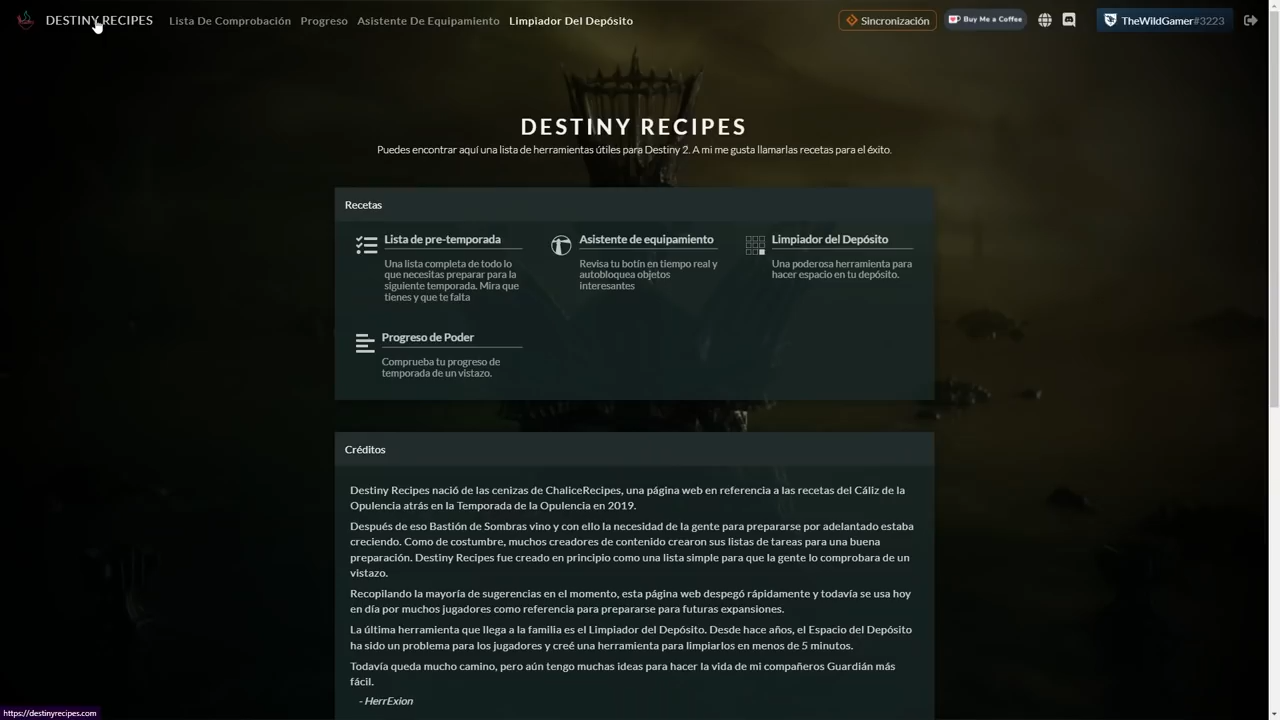 DESTINY RECIPES
Lista De Comprobación
Progreso
Asistente De Equipamiento
Limpiador Del Depósito
Sincronización
Buy Me a Coffee
TheWildGamer#3223
DESTINY RECIPES
Puedes encontrar aquí una lista de herramientas útiles para Destiny 2. A mi me gusta llamarlas recetas para el éxito.
Recetas
Lista de pre-temporada
Una lista completa de todo lo
que necesitas preparar para la
siguiente temporada. Mira que
tienes y que te falta
Asistente de equipamiento
Revisa tu botín en tiempo real y
autobloquea objetos
interesantes
Limpiador del Depósito
Una poderosa herramienta para
hacer espacio en tu depósito.
Progreso de Poder
Comprueba tu progreso de
temporada de un vistazo.
Créditos
Destiny Recipes nació de las cenizas de ChaliceRecipes, una página web en referencia a las recetas del Cáliz de la
Opulencia atrás en la Temporada de la Opulencia en 2019.
Después de eso Bastión de Sombras vino y con ello la necesidad de la gente para prepararse por adelantado estaba
creciendo. Como de costumbre, muchos creadores de contenido crearon sus listas de tareas para una buena
preparación. Destiny Recipes fue creado en principio como una lista simple para que la gente lo comprobara de un
vistazo.
Recopilando la mayoría de sugerencias en el momento, esta página web despegó rápidamente y todavía se usa hoy
en día por muchos jugadores como referencia para prepararse para futuras expansiones.
La última herramienta que llega a la familia es el Limpiador del Depósito. Desde hace años, el Espacio del Depósito
ha sido un problema para los jugadores y creé una herramienta para limpiarlos en menos de 5 minutos.
Todavía queda mucho camino, pero aún tengo muchas ideas para hacer la vida de mi compañeros Guardián más
fácil.
- HerrExion
https://destinyrecipes.com